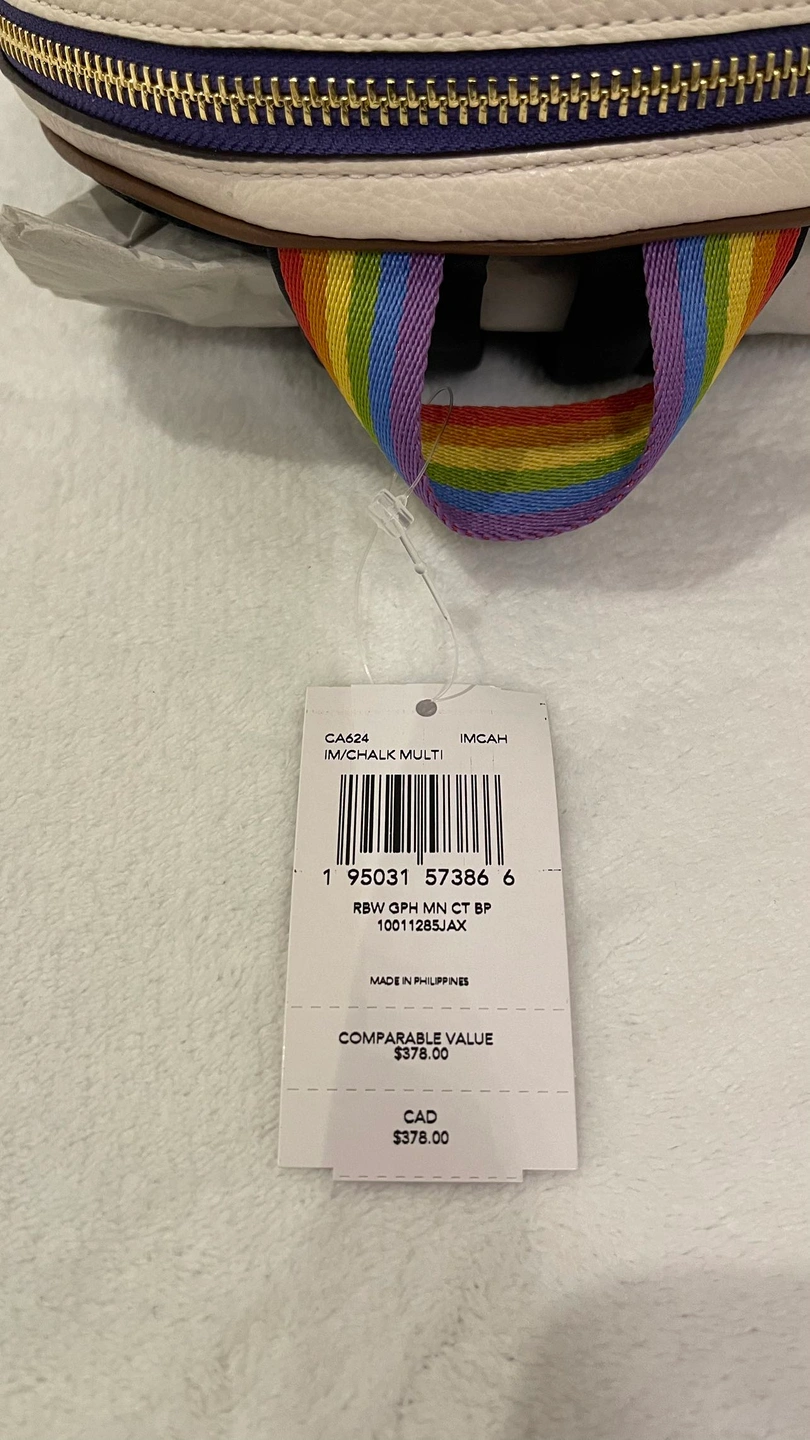 CA624 IMCAH
IM/CHALK MULTI
1 95031 57386 6
RBW GPH MN CT BP
10011285JAX
MADE IN PHILIPPINES
COMPARABLE VALUE
$378.00
CAD
$378.00